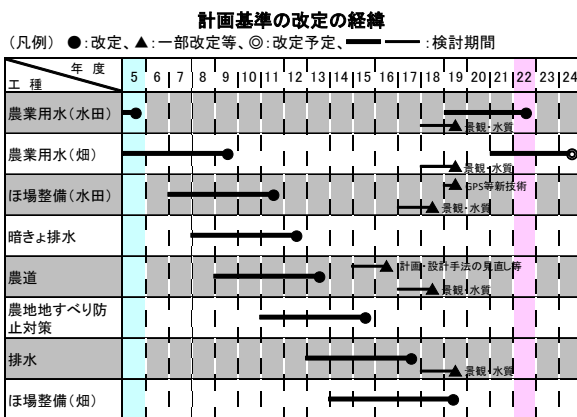 計画基準の改定の経緯
(凡例) ●:改定、▲:一部改定等、◎:改定予定、━━ ──:検討期間
年 度
工 種
5 6 7 8 9 10 11 12 13 14 15 16 17 18 19 20 21 22 23 24
農業用水(水田)
景観・水質
農業用水(畑)
景観・水質
ほ場整備(水田)
GPS等新技術
景観・水質
暗きょ排水
農道
計画・設計手法の見直し等
景観・水質
農地地すべり防
止対策
排水
景観・水質
ほ場整備(畑)